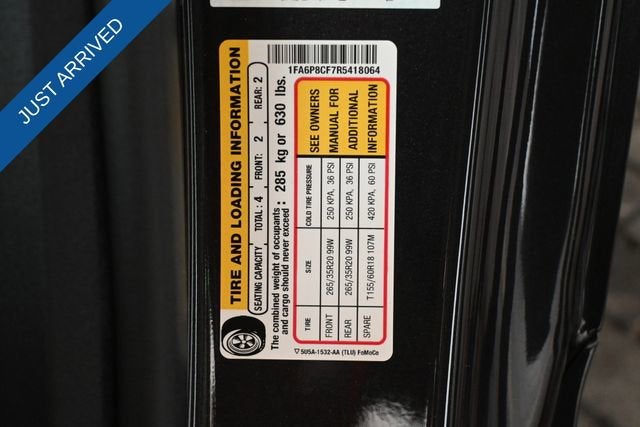 JUST ARRIVED
1FA6P8CF7R5418064
TIRE AND LOADING INFORMATION
SEATING CAPACITY TOTAL: 4 FRONT: 2 REAR: 2
The combined weight of occupants and cargo should never exceed : 285 kg or 630 lbs.
TIRE SIZE COLD TIRE PRESSURE
FRONT 265/35R20 99W 250 KPA, 36 PSI
REAR 265/35R20 99W 250 KPA, 36 PSI
SPARE T155/60R18 107M 420 KPA, 60 PSI
SEE OWNERS
MANUAL FOR
ADDITIONAL
INFORMATION
5U5A-1532-AA (TLU) FoMoCo